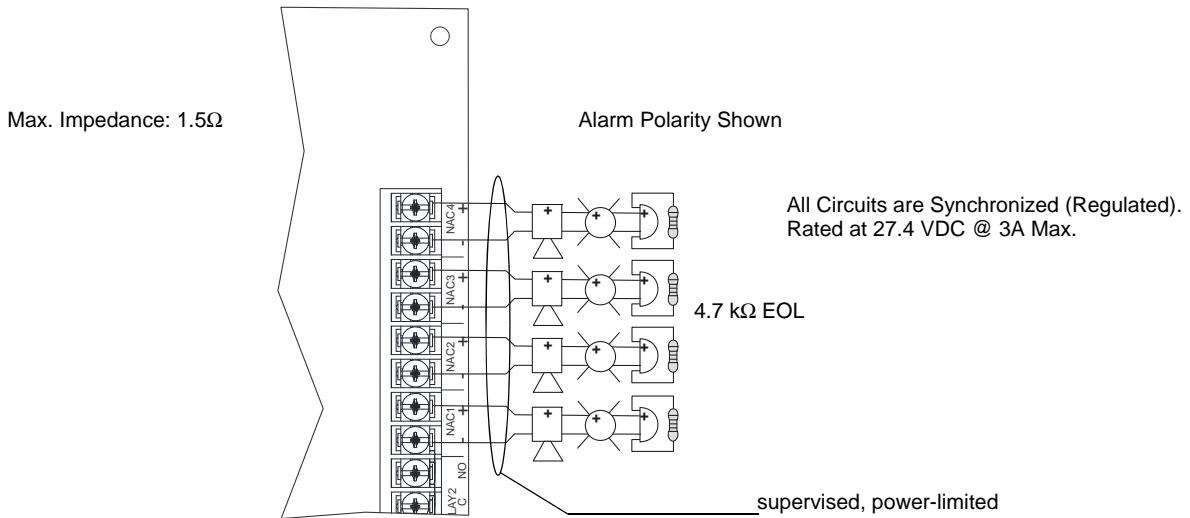 Max. Impedance: 1.5Ω
Alarm Polarity Shown
All Circuits are Synchronized (Regulated).
Rated at 27.4 VDC @ 3A Max.
NAC4 + -
NAC3 + -
4.7 kΩ EOL
NAC2 + -
NAC1 + -
NO
LAY2
C
supervised, power-limited